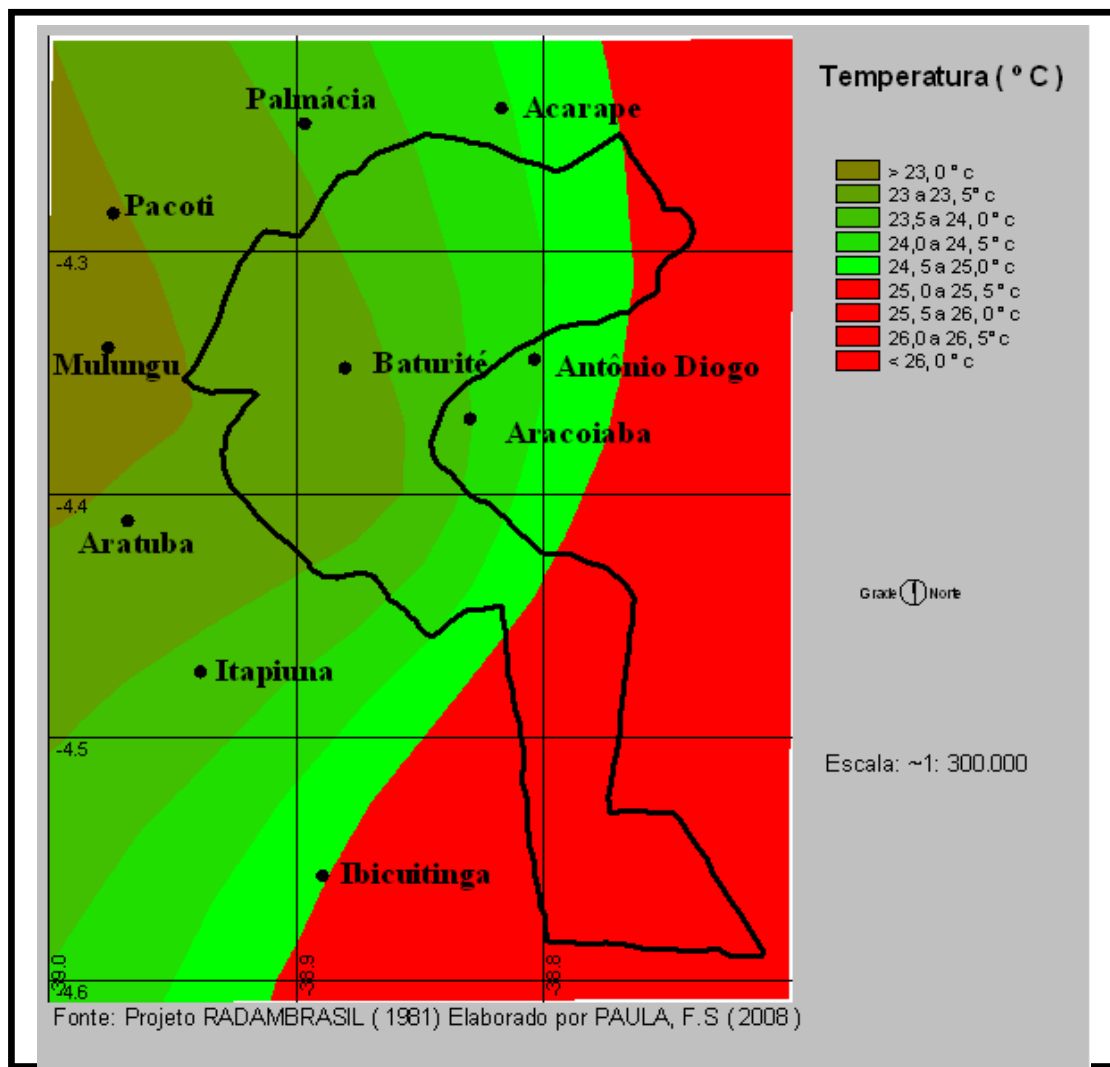 Temperatura ( º C )
Palmácia
Acarape
> 23, 0 º c
23 a 23, 5º c
Pacoti
23,5 a 24, 0 º c
24,0 a 24, 5º c
-4.3
24, 5 a 25,0º c
25, 0 a 25, 5º c
25,5 a 26, 0º c
26,0 a 26, 5º c
< 26, 0º c
Mulungu
Baturité
Antônio Diogo
Aracoiaba
-4.4
Aratuba
Grade Norte
Itapiuna
-4.5
Escala: ~1: 300.000
Ibicuitinga
-39.0
-38.9
-38.8
-4.6
Fonte: Projeto RADAMBRASIL ( 1981) Elaborado por PAULA, F.S ( 2008 )